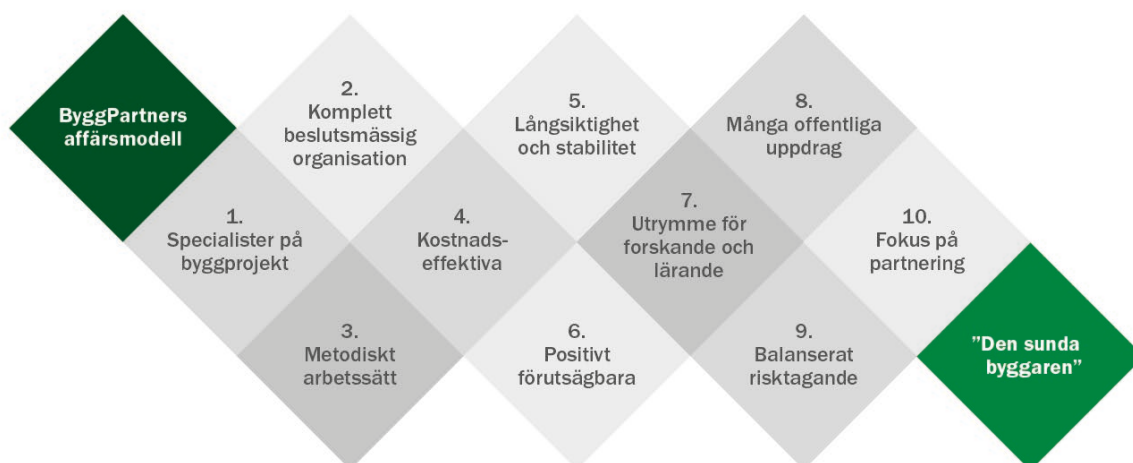 ByggPartners
affärsmodell
1.
Specialister på
byggprojekt
2.
Komplett
beslutsmässig
organisation
3.
Metodiskt
arbetssätt
4.
Kostnads-
effektiva
5.
Långsiktighet
och stabilitet
6.
Positivt
förutsägbara
7.
Utrymme för
forskande och
lärande
8.
Många offentliga
uppdrag
9.
Balanserat
risktagande
10.
Fokus på
partnering
”Den sunda
byggaren”